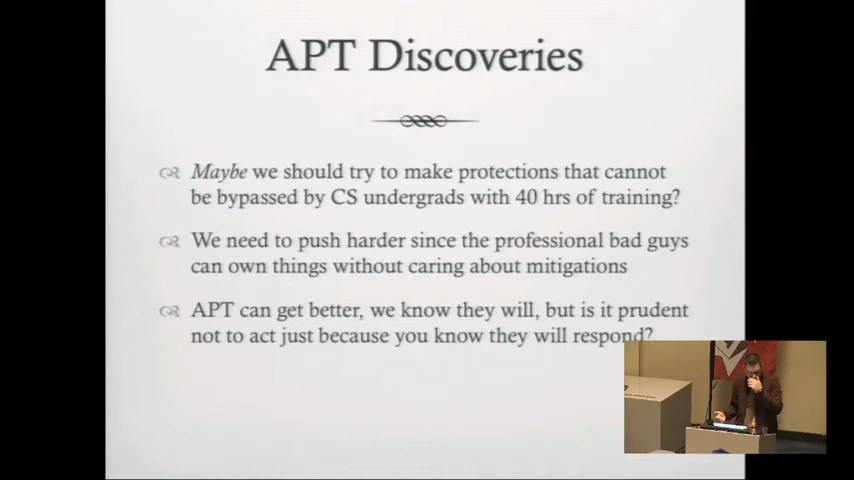 APT Discoveries
Maybe we should try to make protections that cannot
be bypassed by CS undergrads with 40 hrs of training?
We need to push harder since the professional bad guys
can own things without caring about mitigations
APT can get better, we know they will, but is it prudent
not to act just because you know they will respond?